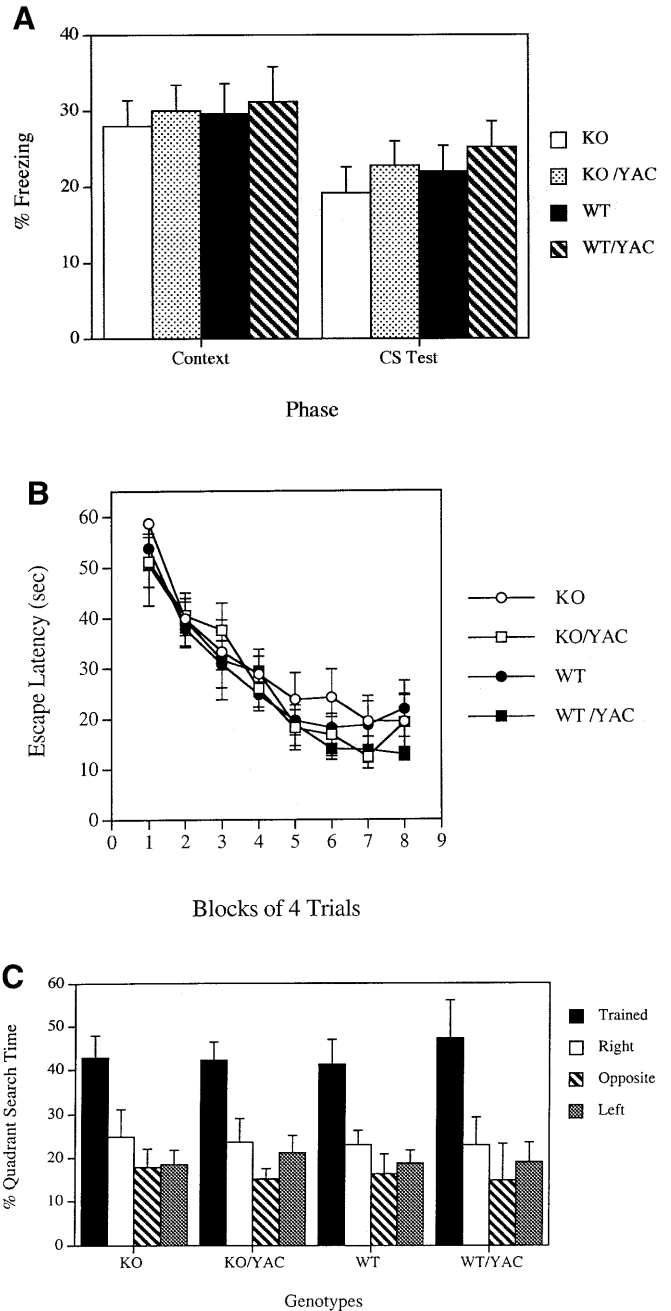 A
40
30
20
10
0
% Freezing
Context
CS Test
Phase
KO
KO /YAC
WT
WT/YAC
B
60
50
40
30
20
10
0
Escape Latency (sec)
0 1 2 3 4 5 6 7 8 9
Blocks of 4 Trials
KO
KO/YAC
WT
WT /YAC
C
60
50
40
30
20
10
0
% Quadrant Search Time
KO
KO/YAC
WT
WT/YAC
Genotypes
Trained
Right
Opposite
Left